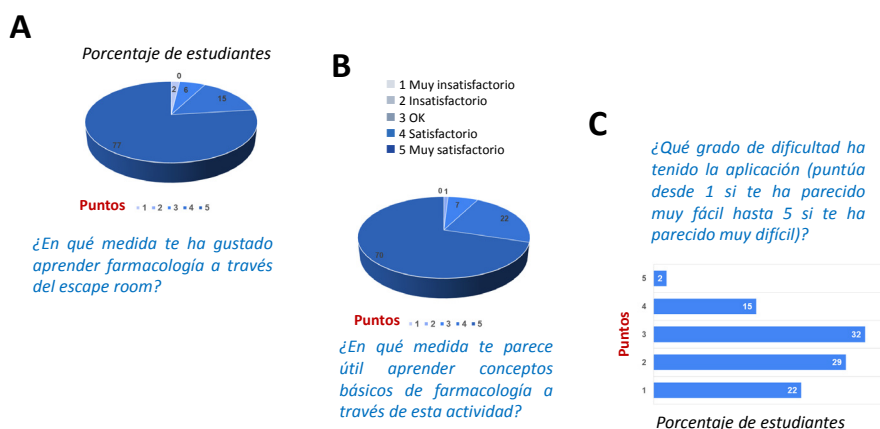 A
Porcentaje de estudiantes
0
2
6
15
77
Puntos 1 2 3 4 5
¿En qué medida te ha gustado
aprender farmacología a través
del escape room?
B
1 Muy insatisfactorio
2 Insatisfactorio
3 OK
4 Satisfactorio
5 Muy satisfactorio
0
1
7
22
70
Puntos 1 2 3 4 5
¿En qué medida te parece
útil aprender conceptos
básicos de farmacología a
través de esta actividad?
C
¿Qué grado de dificultad ha
tenido la aplicación (puntúa
desde 1 si te ha parecido
muy fácil hasta 5 si te ha
parecido muy difícil)?
Puntos
5 2
4 15
3 32
2 29
1 22
Porcentaje de estudiantes